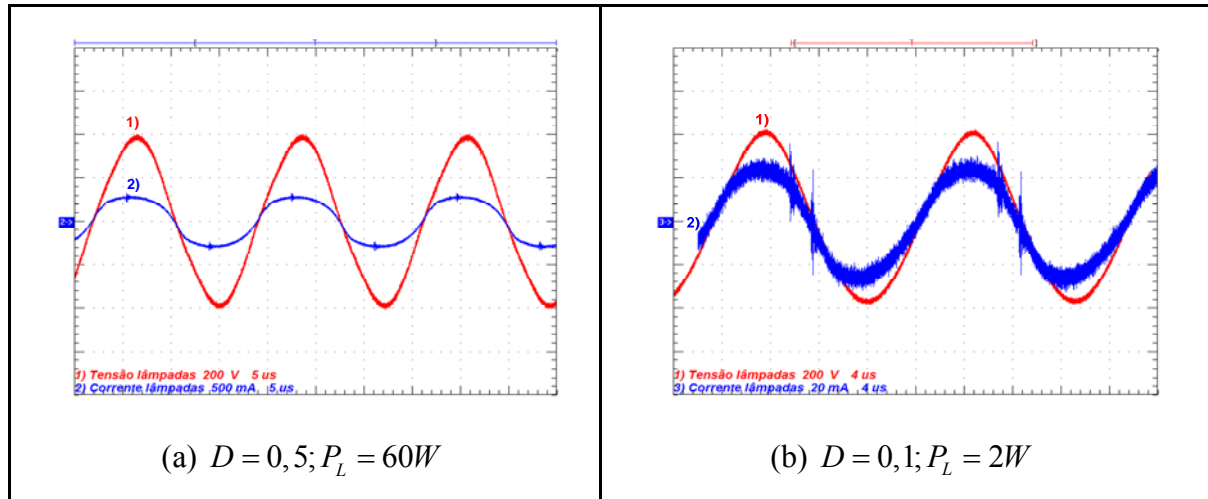 1)
2)
2->
1) Tensão lâmpadas 200 V 5 us
2) Corrente lâmpadas 500 mA 5 us
(a) D = 0,5; P_L = 60W
1)
3->
2)
1) Tensão lâmpadas 200 V 4 us
3) Corrente lâmpadas 20 mA 4 us
(b) D = 0,1; P_L = 2W